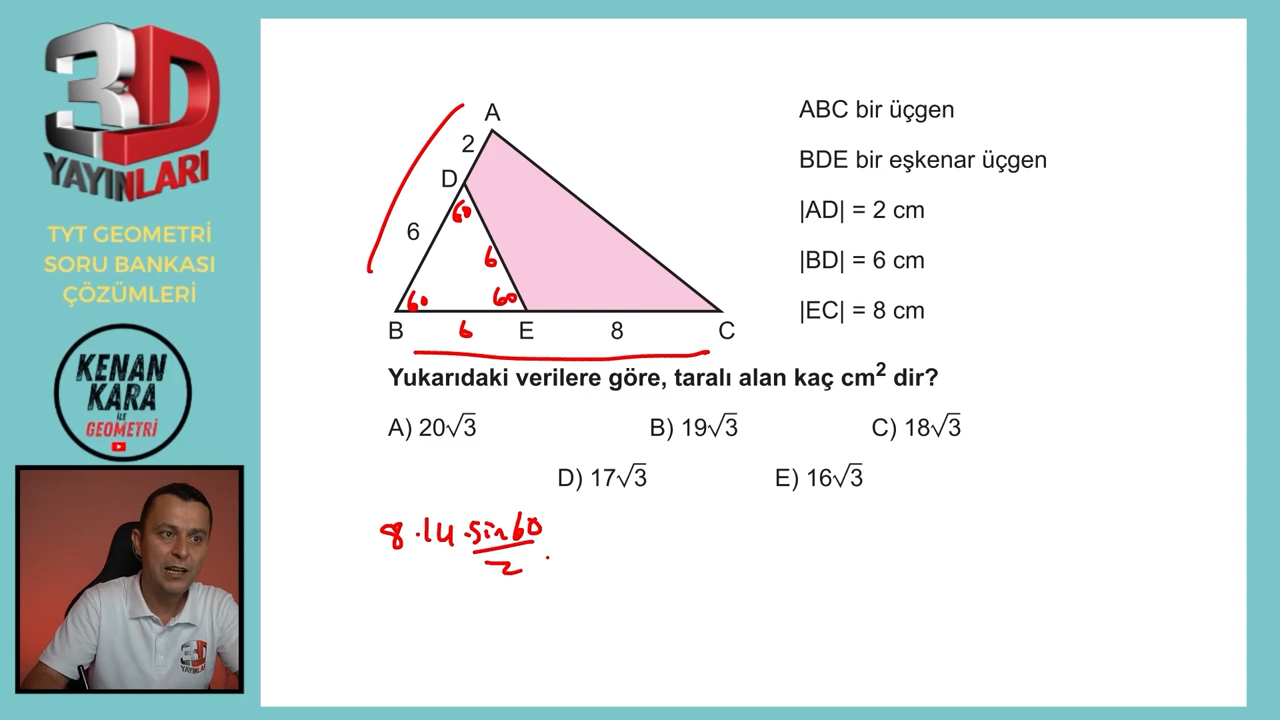 3D
YAYINLARI
TYT GEOMETRİ
SORU BANKASI
ÇÖZÜMLERİ
KENAN
KARA
İLE
GEOMETRİ
3D
YAYINLARI
A
2
D
60
6
6
60
60
B
6
E
8
C
ABC bir üçgen
BDE bir eşkenar üçgen
|AD| = 2 cm
|BD| = 6 cm
|EC| = 8 cm
Yukarıdaki verilere göre, taralı alan kaç cm² dir?
A) 20√3
B) 19√3
C) 18√3
D) 17√3
E) 16√3
8.14.sin60
2